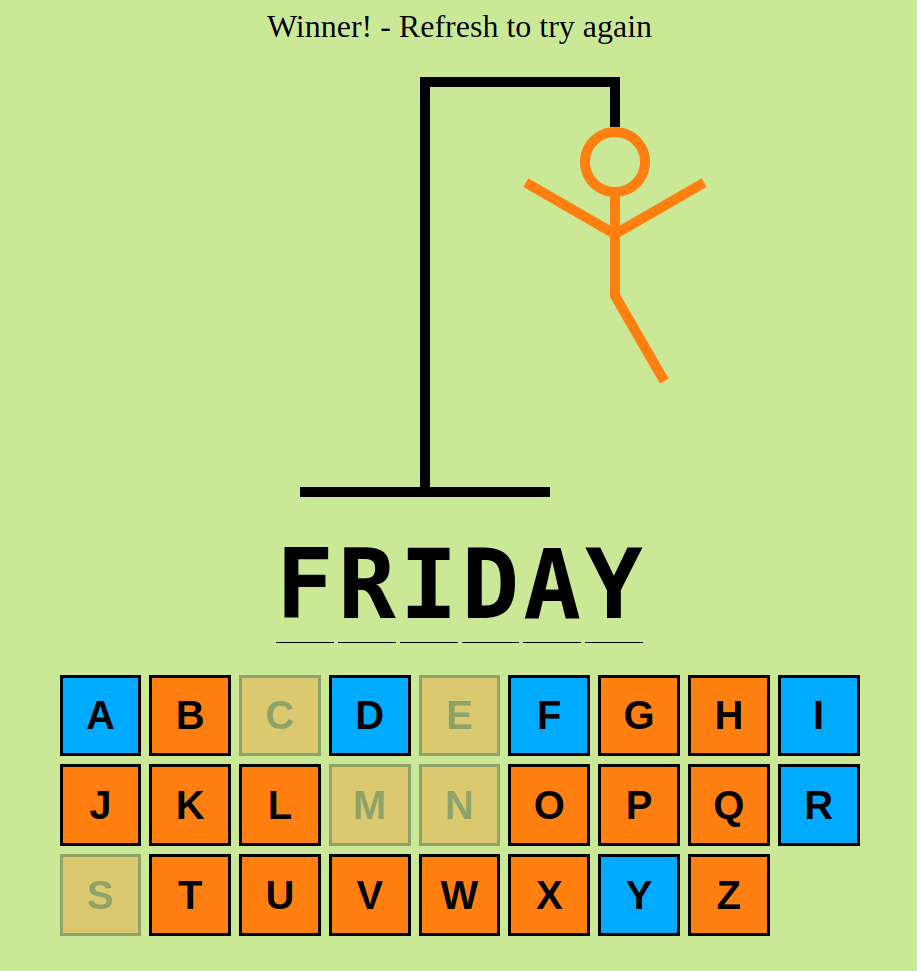 Winner! - Refresh to try again
FRIDAY
A B C D E F G H I
J K L M N O P Q R
S T U V W X Y Z